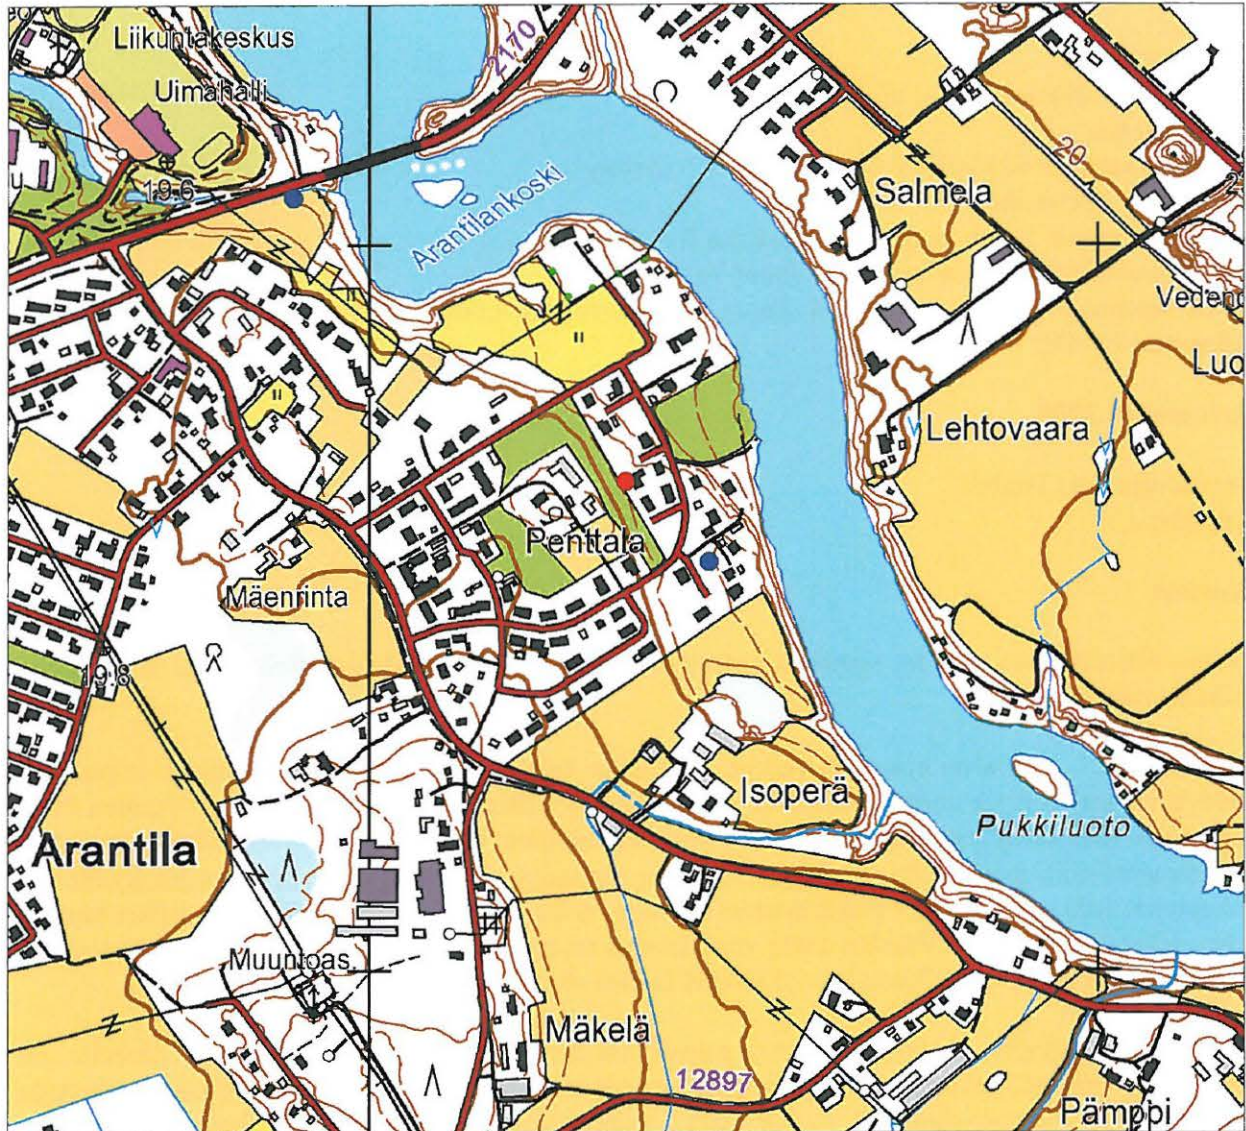 Liikuntakeskus
2170
Uimahalli
20
19.6
Salmela
Arantilankoski
Luo
Lehtovaara
Penttala
Mäenrinta
19.8
Isoperä
Pukkiluoto
Arantila
Muuntoas.
Mäkelä
12897
Pämppi